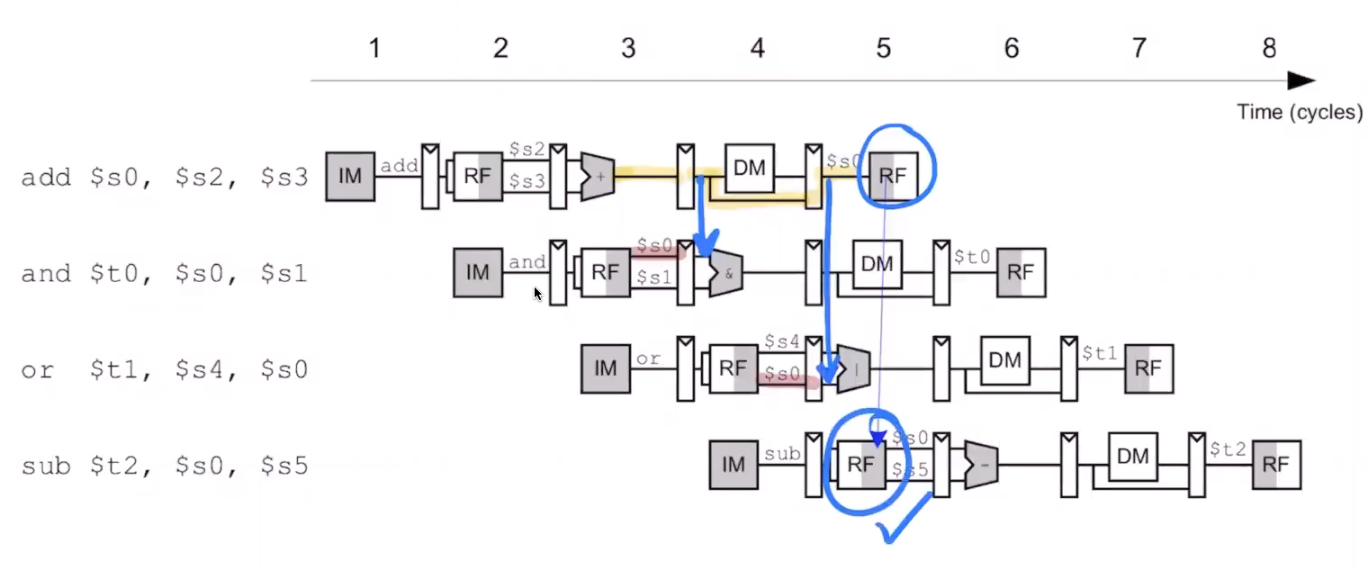 1 2 3 4 5 6 7 8
Time (cycles)
add $s0, $s2, $s3 IM add RF $s2 $s3 + DM $s0 RF
and $t0, $s0, $s1 IM and RF $s0 $s1 & DM $t0 RF
or $t1, $s4, $s0 IM or RF $s4 $s0 | DM $t1 RF
sub $t2, $s0, $s5 IM sub RF $s0 $s5 - DM $t2 RF